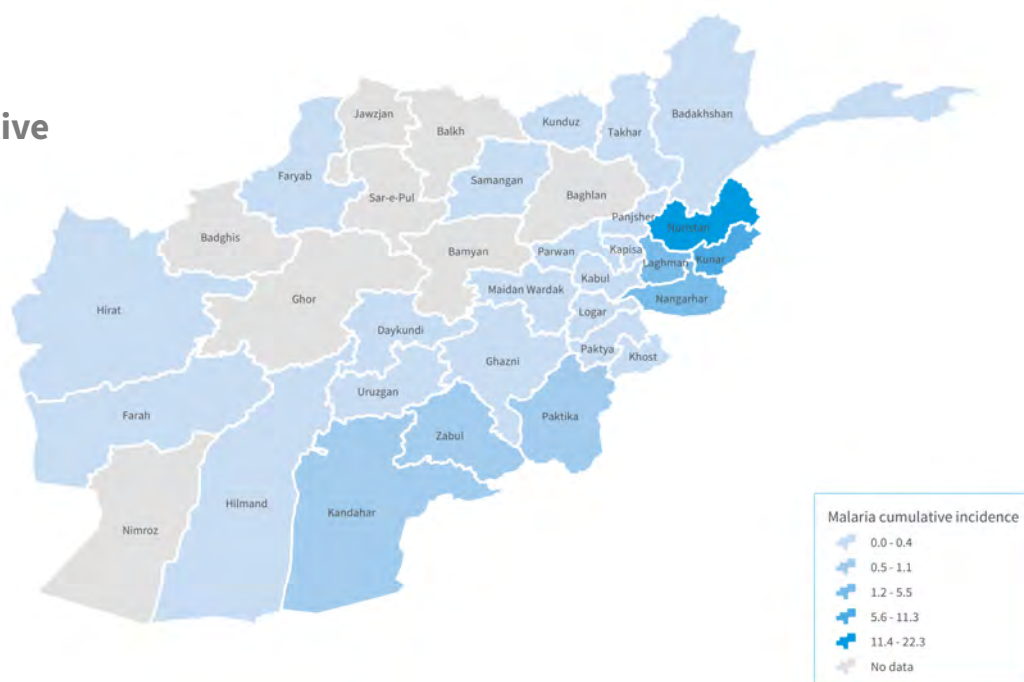 ive
Jawzjan
Balkh
Kunduz
Takhar
Badakhshan
Faryab
Samangan
Sar-e-Pul
Baghlan
Panjsher
Nuristan
Badghis
Bamyan
Parwan
Kapisa
Laghman
Kunar
Kabul
Maidan Wardak
Ghor
Nangarhar
Hirat
Logar
Daykundi
Paktya
Khost
Ghazni
Uruzgan
Farah
Paktika
Zabul
Hilmand
Kandahar
Nimroz
Malaria cumulative incidence
0.0 - 0.4
0.5 - 1.1
1.2 - 5.5
5.6 - 11.3
11.4 - 22.3
No data